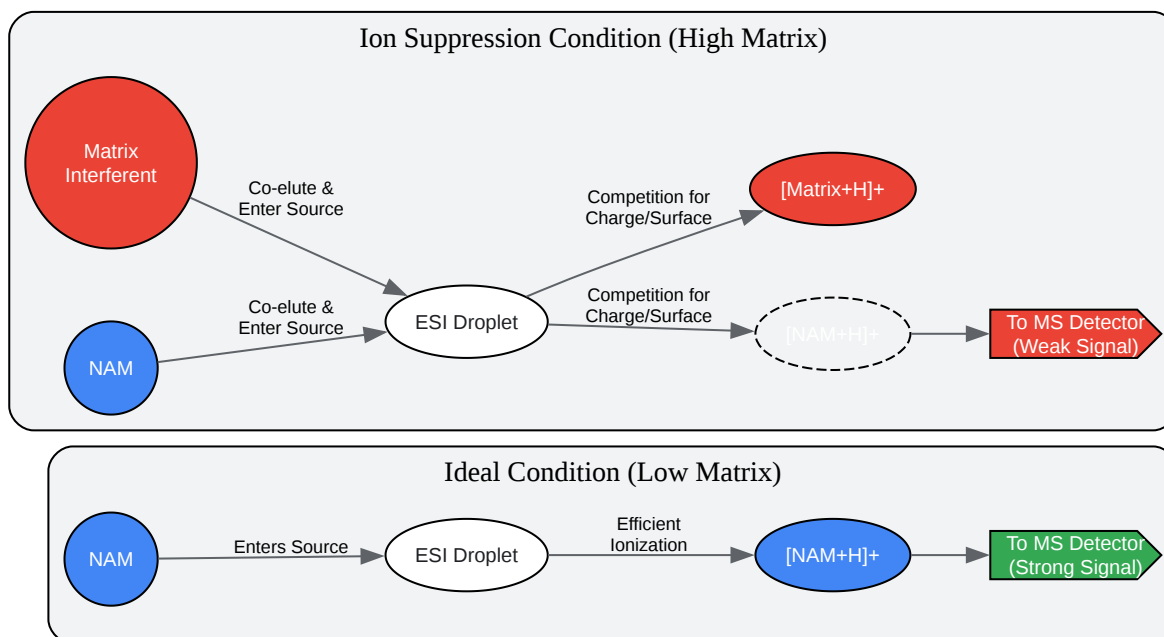 Ion Suppression Condition (High Matrix)
Matrix
Interferent
Co-elute &
Enter Source
Competition for
Charge/Surface
[Matrix+H]+
NAM
Co-elute &
Enter Source
ESI Droplet
Competition for
Charge/Surface
[NAM+H]+
To MS Detector
(Weak Signal)
Ideal Condition (Low Matrix)
NAM
Enters Source
ESI Droplet
Efficient
Ionization
[NAM+H]+
To MS Detector
(Strong Signal)